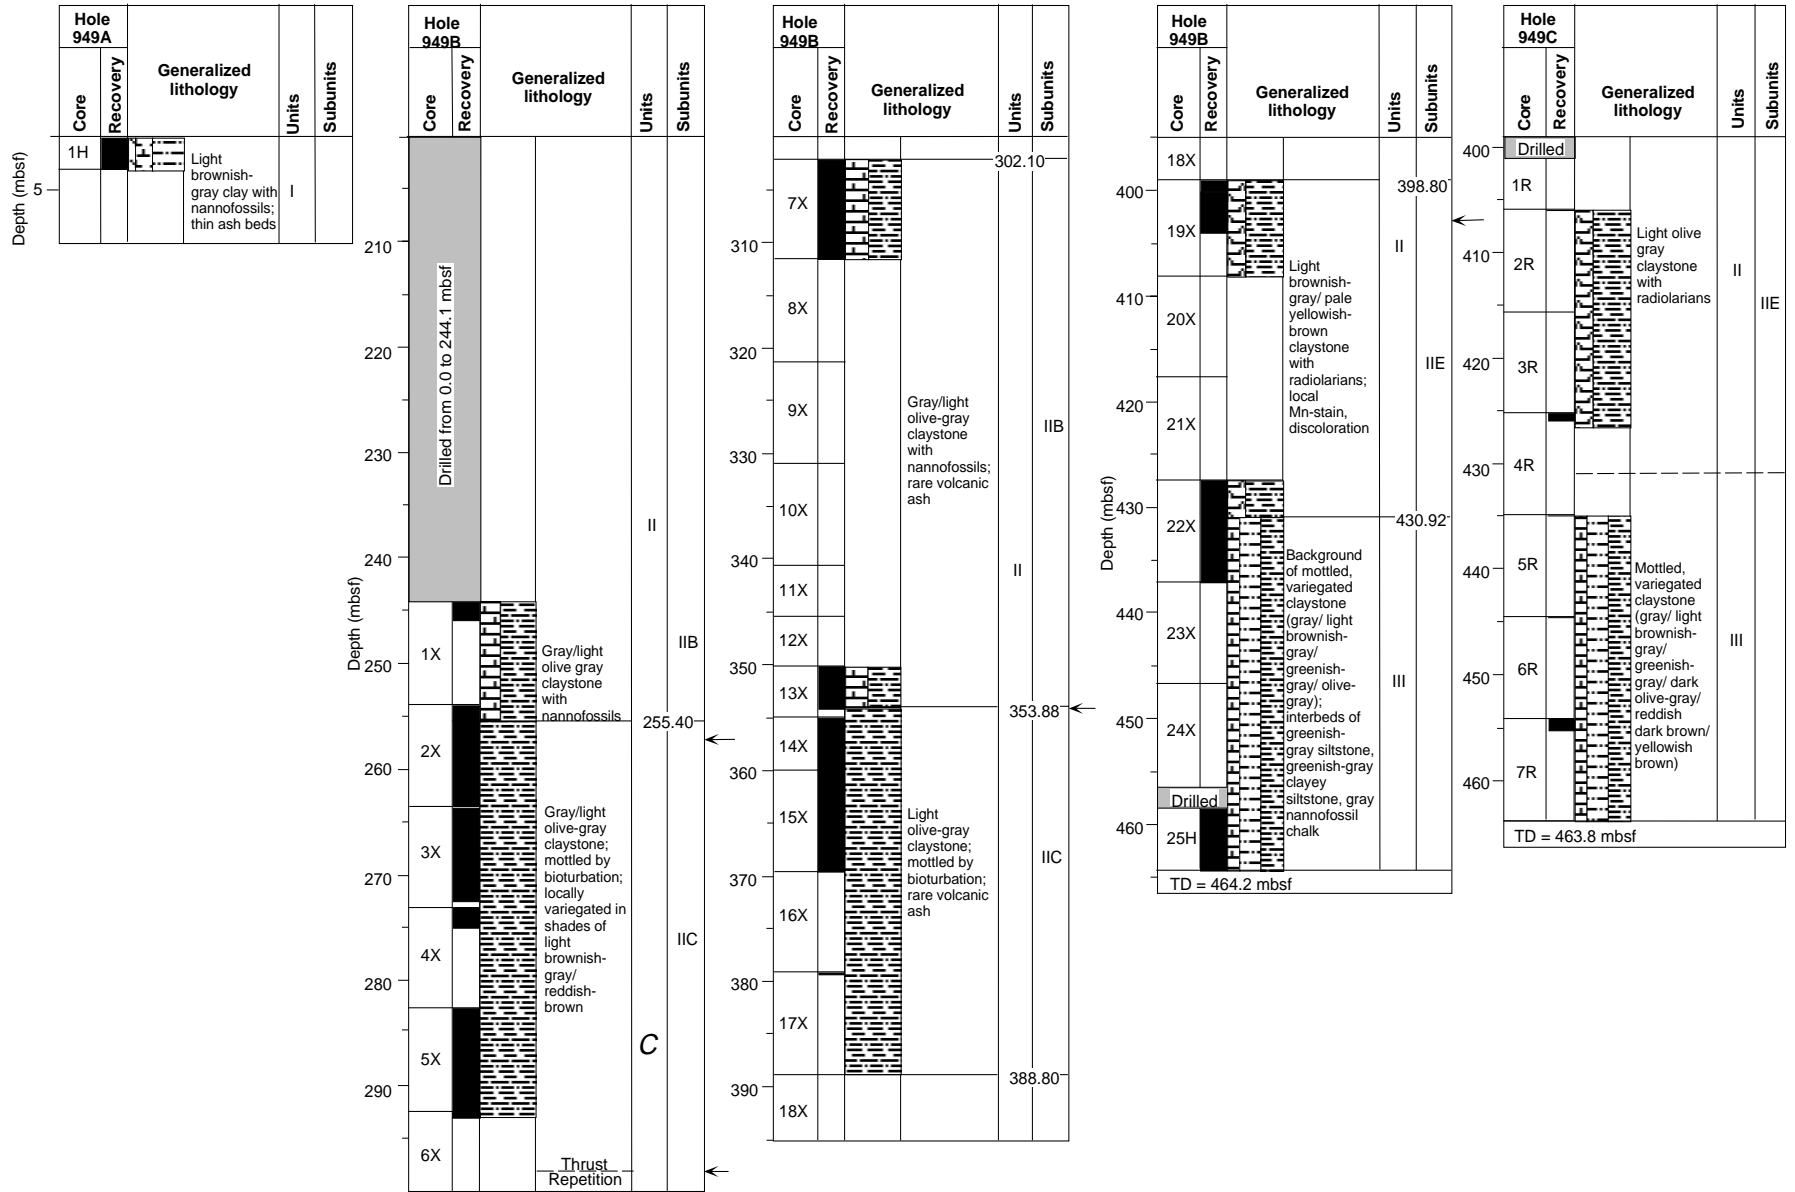 Hole
949A
Core
Recovery
Generalized
lithology
Units
Subunits
Depth (mbsf)
5
1H
Light
brownish-
gray clay with
nannofossils;
thin ash beds
I
Hole
949B
Core
Recovery
Generalized
lithology
Units
Subunits
Depth (mbsf)
210
220
230
240
250
260
270
280
290
Drilled from 0.0 to 244.1 mbsf
1X
2X
3X
4X
5X
6X
Gray/light
olive gray
claystone
with
nannofossils
255.40
Gray/light
olive-gray
claystone;
mottled by
bioturbation;
locally
variegated in
shades of
light
brownish-
gray/
reddish-
brown
Thrust
Repetition
II
C
IIB
IIC
Hole
949B
Core
Recovery
Generalized
lithology
Units
Subunits
310
320
330
340
350
360
370
380
390
7X
8X
9X
10X
11X
12X
13X
14X
15X
16X
17X
18X
302.10
Gray/light
olive-gray
claystone
with
nannofossils;
rare volcanic
ash
353.88
Light
olive-gray
claystone;
mottled by
bioturbation;
rare volcanic
ash
388.80
II
IIB
IIC
Hole
949B
Core
Recovery
Generalized
lithology
Units
Subunits
Depth (mbsf)
400
410
420
430
440
450
460
18X
19X
20X
21X
22X
23X
24X
Drilled
25H
398.80
Light
brownish-
gray/ pale
yellowish-
brown
claystone
with
radiolarians;
local
Mn-stain,
discoloration
430.92
Background
of mottled,
variegated
claystone
(gray/ light
brownish-
gray/
greenish-
gray/ olive-
gray);
interbeds of
greenish-
gray siltstone,
greenish-gray
clayey
siltstone, gray
nannofossil
chalk
II
III
IIE
TD = 464.2 mbsf
Hole
949C
Core
Recovery
Generalized
lithology
Units
Subunits
400
410
420
430
440
450
460
Drilled
1R
2R
3R
4R
5R
6R
7R
Light olive
gray
claystone
with
radiolarians
Mottled,
variegated
claystone
(gray/ light
brownish-
gray/
greenish-
gray/ dark
olive-gray/
reddish
dark brown/
yellowish
brown)
II
III
IIE
TD = 463.8 mbsf